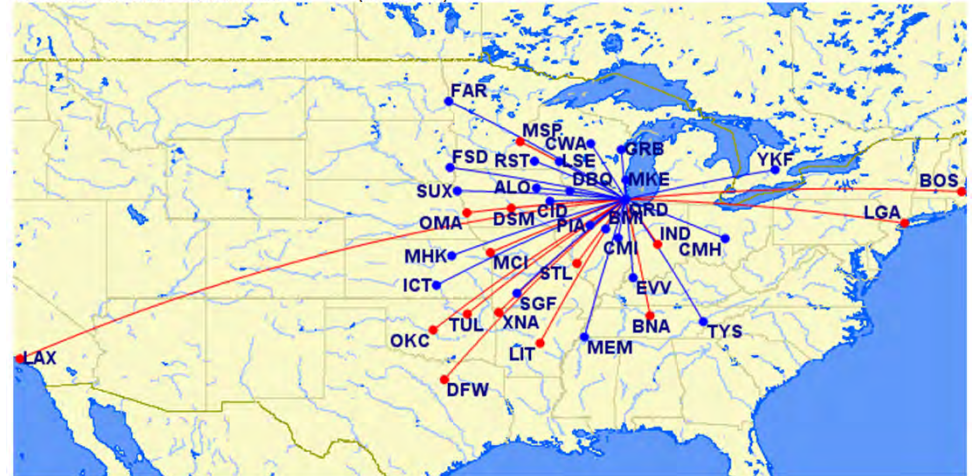 FAR
MSP
CWA
GRB
FSD
RST
LSE
YKF
SUX
ALO
DBQ
MKE
BOS
OMA
DSM
CID
ORD
LGA
PIA
BMI
IND
CMH
MHK
MCI
CMI
STL
ICT
SGF
EVV
OKC
TUL
XNA
BNA
TYS
LIT
MEM
LAX
DFW